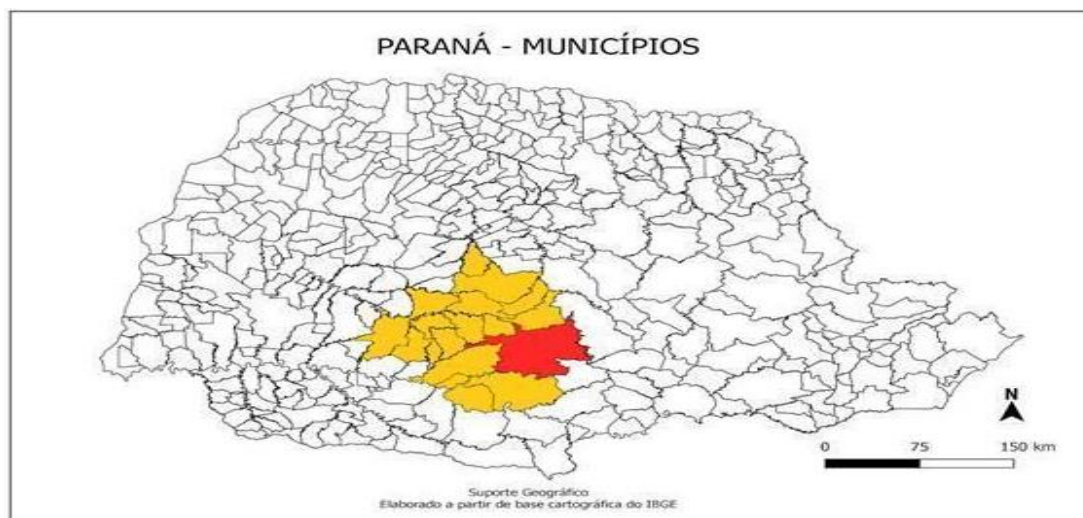 PARANÁ - MUNICÍPIOS
N
0 75 150 km
Suporte Geográfico
Elaborado a partir de base cartográfica do IBGE